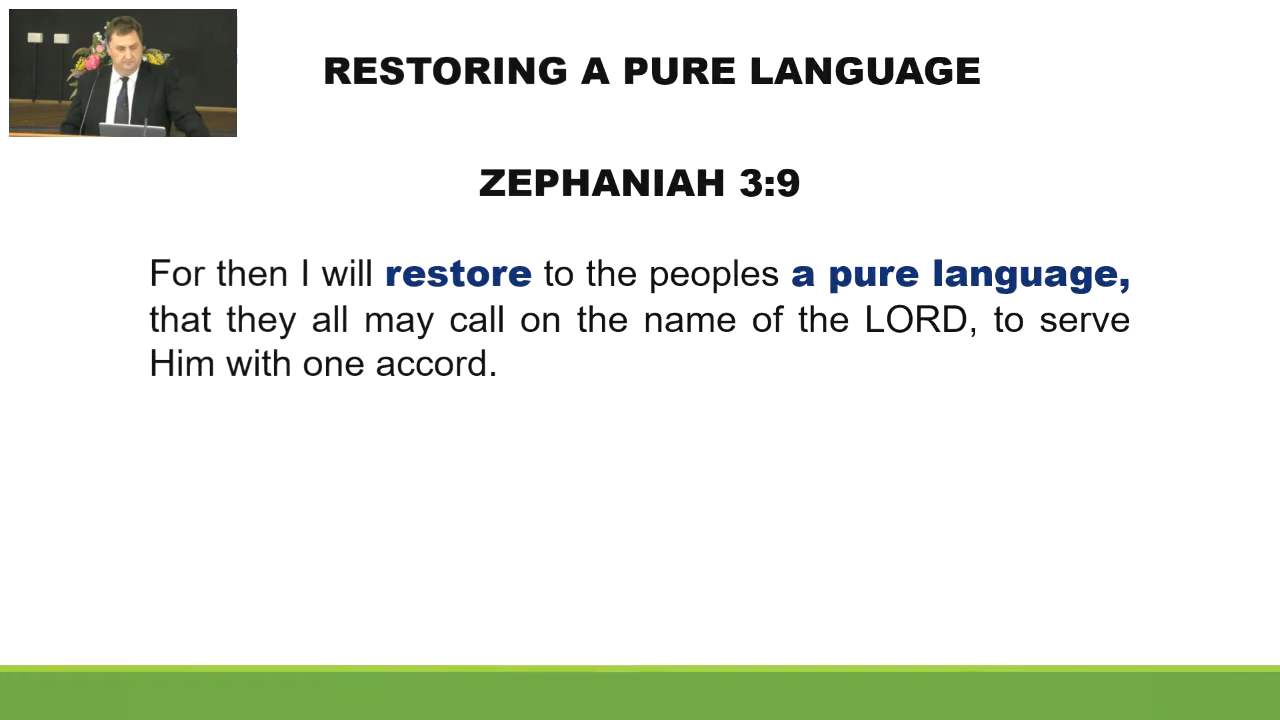 RESTORING A PURE LANGUAGE
ZEPHANIAH 3:9
For then I will restore to the peoples a pure language,
that they all may call on the name of the LORD, to serve
Him with one accord.